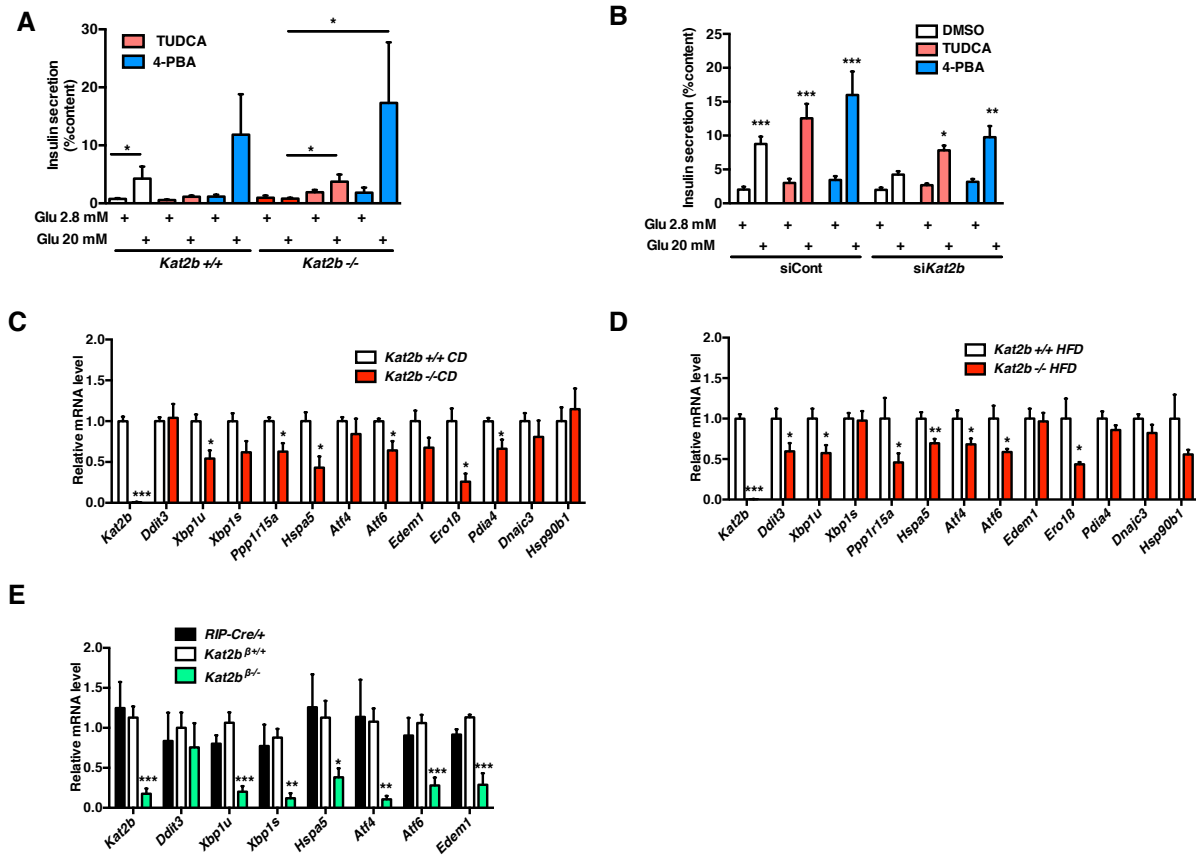 A
TUDCA
4-PBA
Insulin secretion
(%content)
30
20
10
0
* * * *
Glu 2.8 mM + + + + + +
Glu 20 mM + + + + + +
Kat2b +/+ Kat2b -/-
B
DMSO
TUDCA
4-PBA
Insulin secretion (%content)
25
20
15
10
5
0
*** *** *** * **
Glu 2.8 mM + + + + + +
Glu 20 mM + + + + + +
siCont siKat2b
C
Kat2b +/+ CD
Kat2b -/-CD
Relative mRNA level
2.0
1.5
1.0
0.5
0.0
*** * * * * * *
Kat2b Ddit3 Xbp1u Xbp1s Ppp1r15a Hspa5 Atf4 Atf6 Edem1 Ero1ß Pdia4 Dnajc3 Hsp90b1
D
Kat2b +/+ HFD
Kat2b -/- HFD
Relative mRNA level
2.0
1.5
1.0
0.5
0.0
*** * * * ** * * *
Kat2b Ddit3 Xbp1u Xbp1s Ppp1r15a Hspa5 Atf4 Atf6 Edem1 Ero1ß Pdia4 Dnajc3 Hsp90b1
E
RIP-Cre/+
Kat2b β+/+
Kat2b β-/-
Relative mRNA level
2.0
1.5
1.0
0.5
0.0
*** *** ** * ** *** ***
Kat2b Ddit3 Xbp1u Xbp1s Hspa5 Atf4 Atf6 Edem1